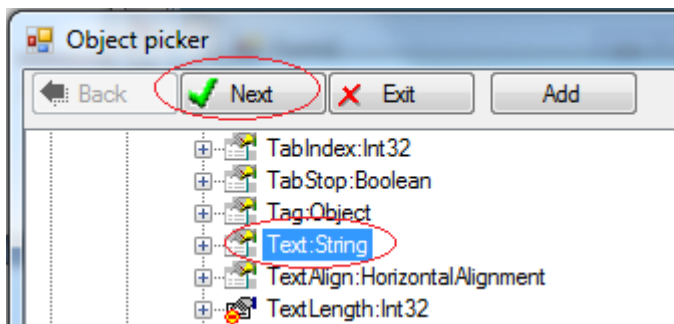 Object picker
Back Next Exit Add
TabIndex:Int32
TabStop:Boolean
Tag:Object
Text:String
TextAlign:HorizontalAlignment
TextLength:Int32